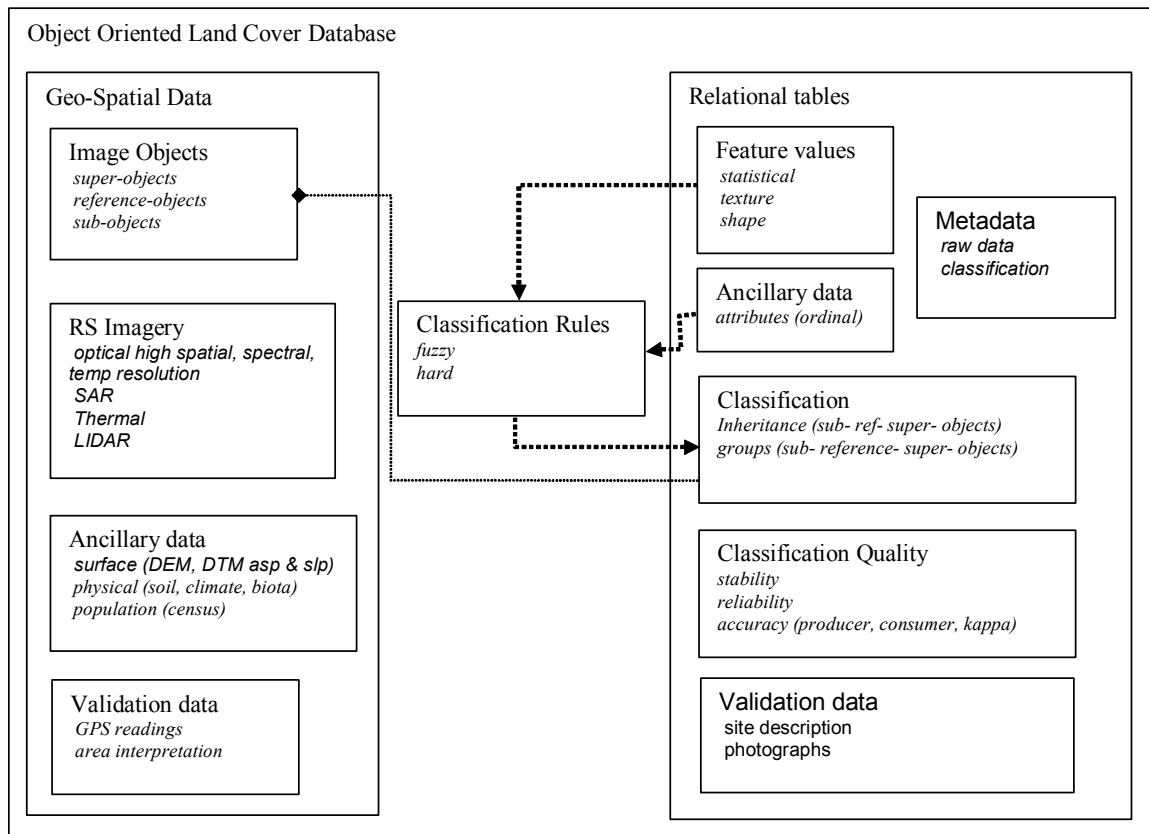 Object Oriented Land Cover Database
Geo-Spatial Data
Image Objects
super-objects
reference-objects
sub-objects
RS Imagery
optical high spatial, spectral,
temp resolution
SAR
Thermal
LIDAR
Ancillary data
surface (DEM, DTM asp & slp)
physical (soil, climate, biota)
population (census)
Validation data
GPS readings
area interpretation
Classification Rules
fuzzy
hard
Relational tables
Feature values
statistical
texture
shape
Metadata
raw data
classification
Ancillary data
attributes (ordinal)
Classification
Inheritance (sub- ref- super- objects)
groups (sub- reference- super- objects)
Classification Quality
stability
reliability
accuracy (producer, consumer, kappa)
Validation data
site description
photographs